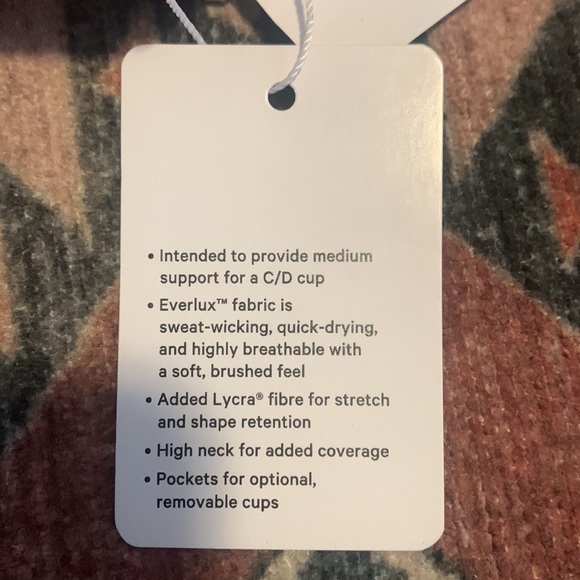 • Intended to provide medium
support for a C/D cup
• Everlux™ fabric is
sweat-wicking, quick-drying,
and highly breathable with
a soft, brushed feel
• Added Lycra® fibre for stretch
and shape retention
• High neck for added coverage
• Pockets for optional,
removable cups